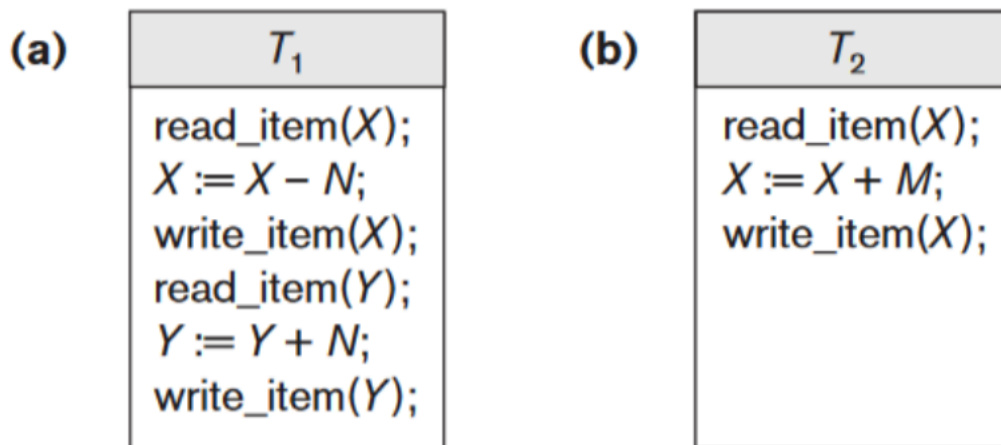 (a)
T₁
read_item(X);
X := X – N;
write_item(X);
read_item(Y);
Y := Y + N;
write_item(Y);
(b)
T₂
read_item(X);
X := X + M;
write_item(X);